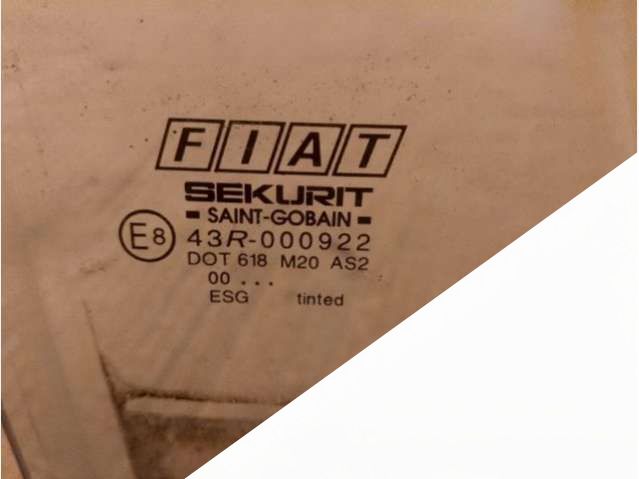 FIAT
SEKURIT
SAINT-GOBAIN
E8 43R-000922
DOT 618 M20 AS2
00 ...
ESG tinted